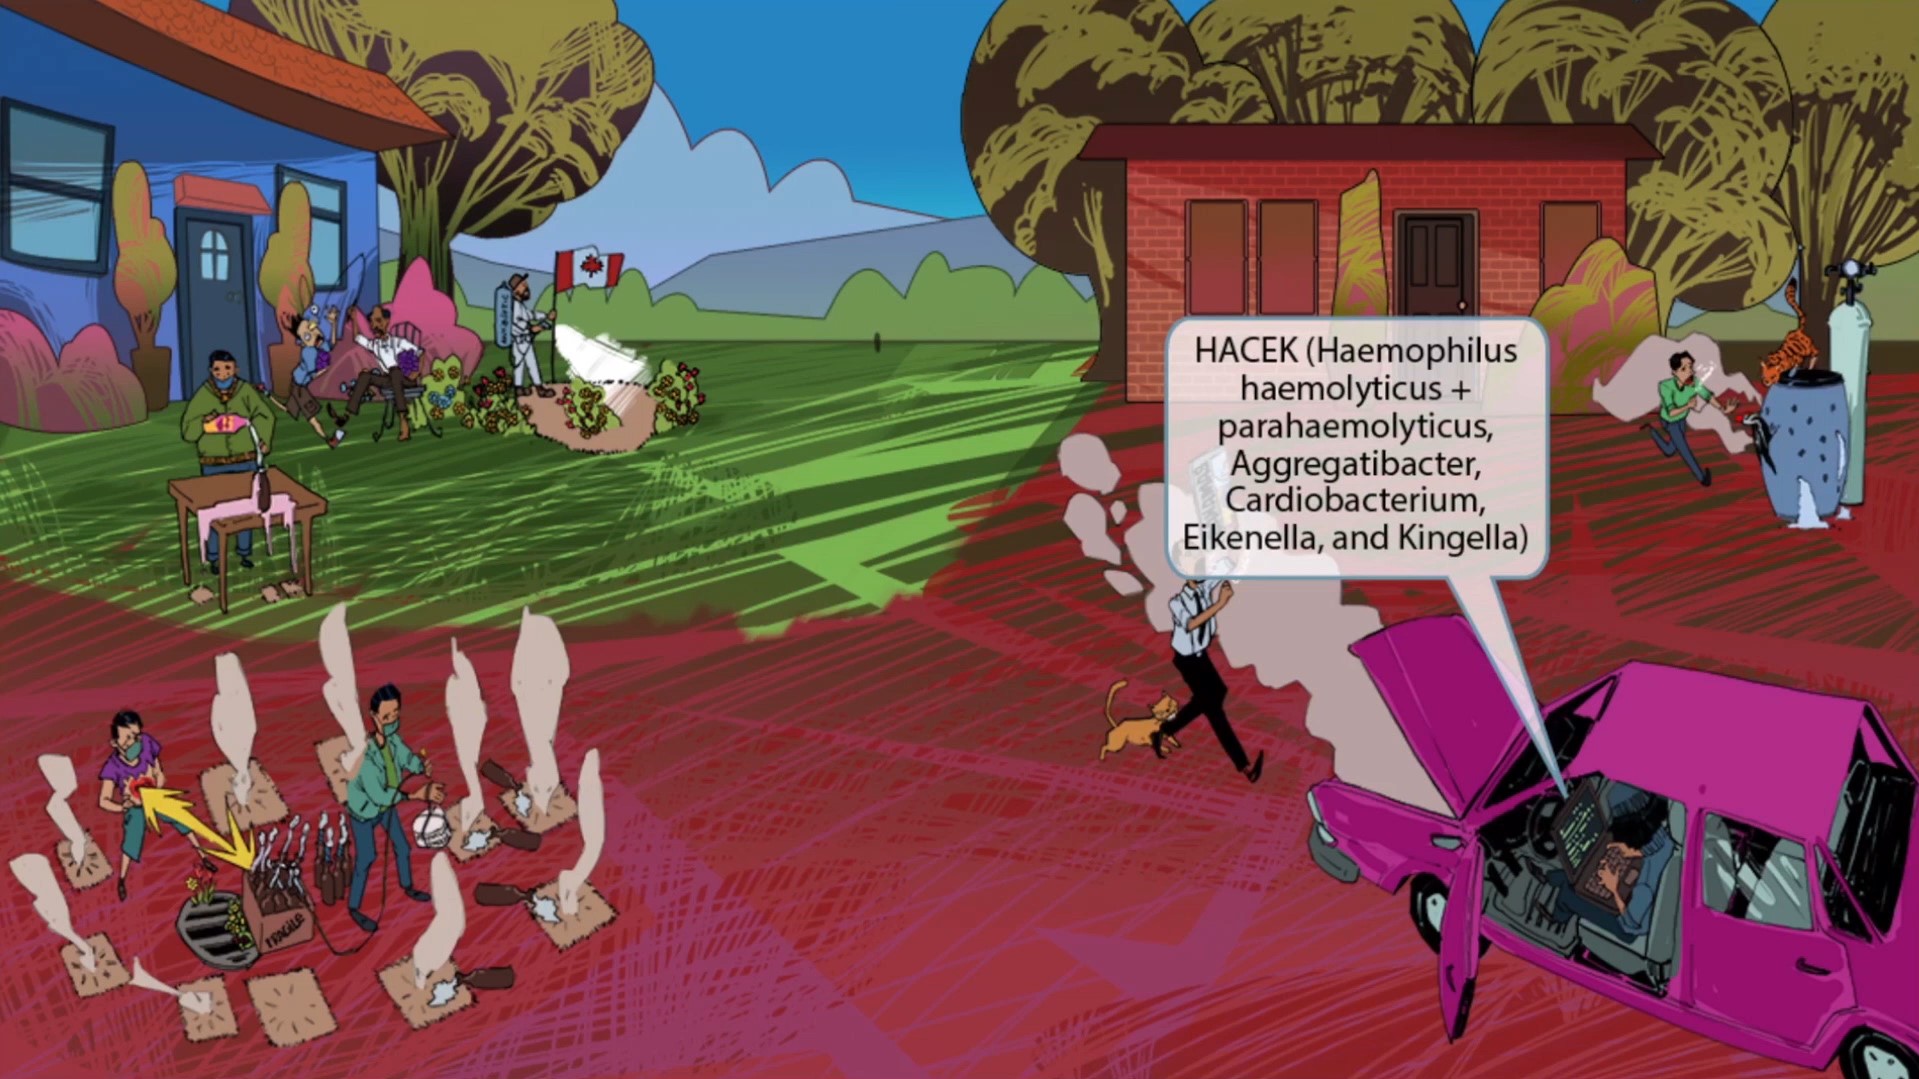 HACEK (Haemophilus
haemolyticus +
parahaemolyticus,
Aggregatibacter,
Cardiobacterium,
Eikenella, and Kingella)
FRAGILE